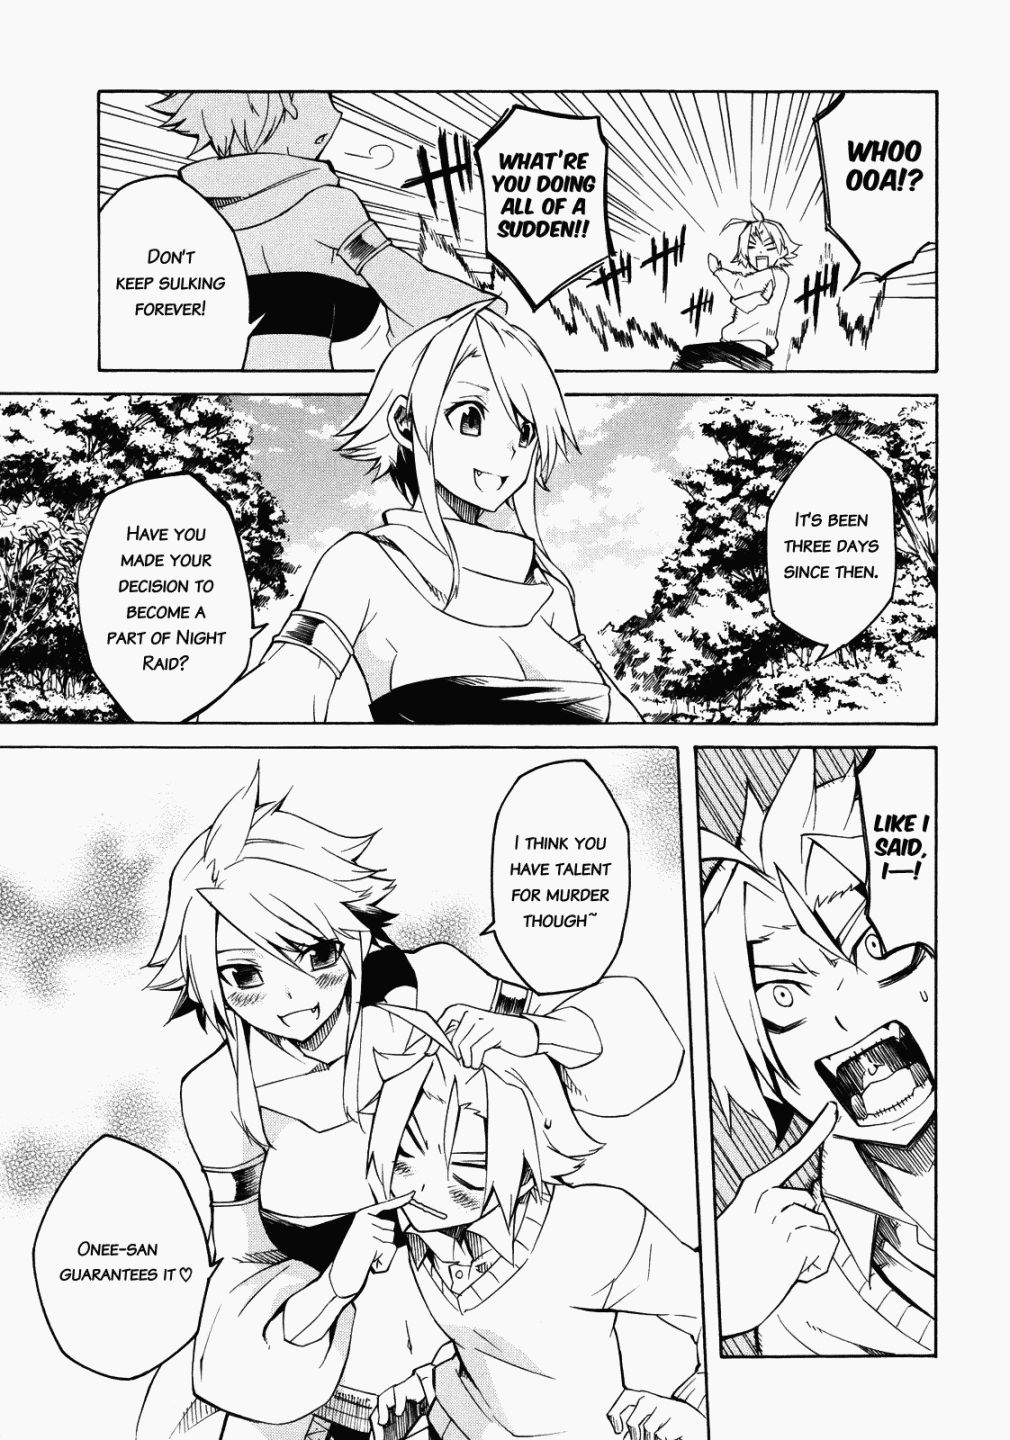 WHOO
OOA!?
WHAT'RE
YOU DOING
ALL OF A
SUDDEN!!
DON'T
KEEP SULKING
FOREVER!
IT'S BEEN
THREE DAYS
SINCE THEN.
HAVE YOU
MADE YOUR
DECISION TO
BECOME A
PART OF NIGHT
RAID?
LIKE I
SAID,
I—!
I THINK YOU
HAVE TALENT
FOR MURDER
THOUGH~
ONEE-SAN
GUARANTEES IT♡